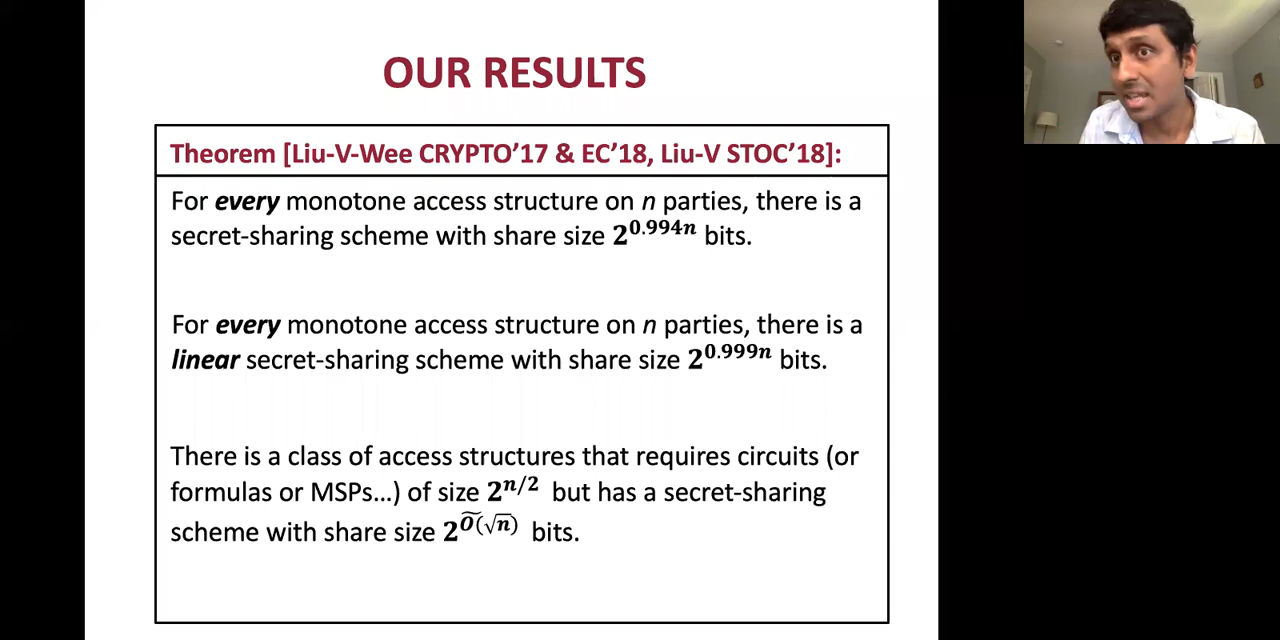 OUR RESULTS
Theorem [Liu-V-Wee CRYPTO’17 & EC’18, Liu-V STOC’18]:
For every monotone access structure on n parties, there is a
secret-sharing scheme with share size 2^{0.994n} bits.
For every monotone access structure on n parties, there is a
linear secret-sharing scheme with share size 2^{0.999n} bits.
There is a class of access structures that requires circuits (or
formulas or MSPs...) of size 2^{n/2} but has a secret-sharing
scheme with share size 2^{Õ(√n)} bits.